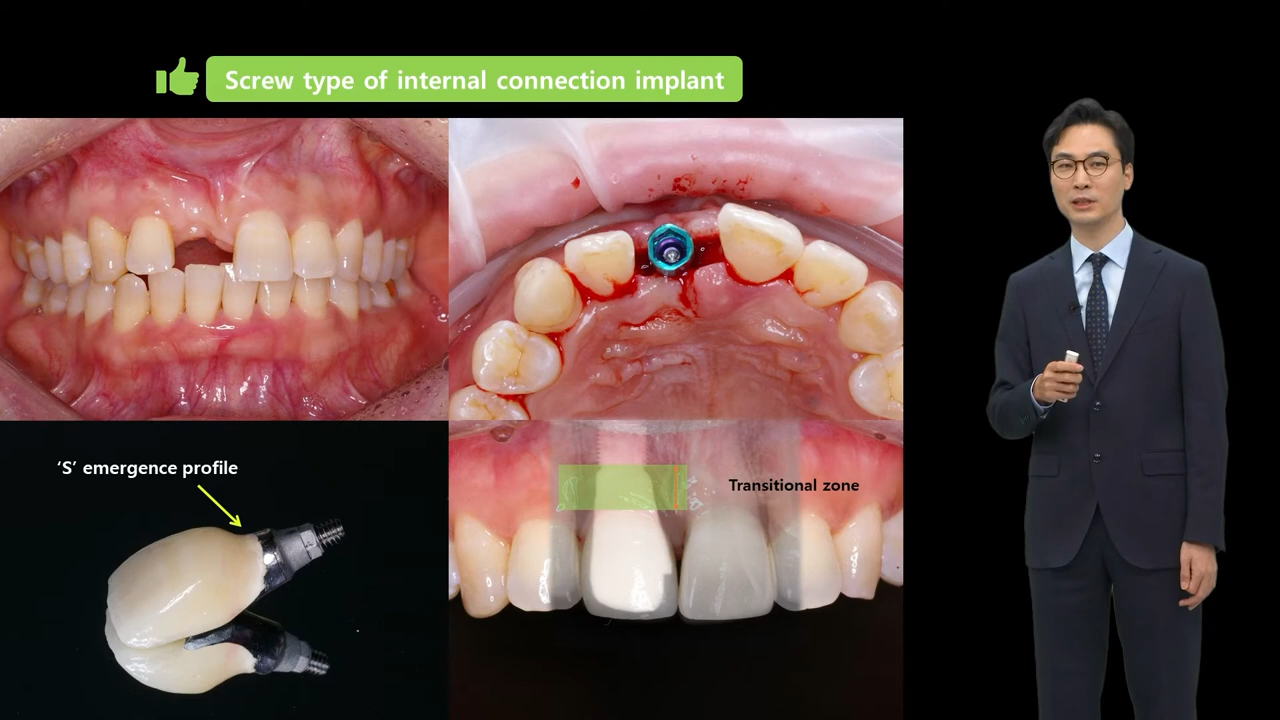 Screw type of internal connection implant
‘S’ emergence profile
Transitional zone